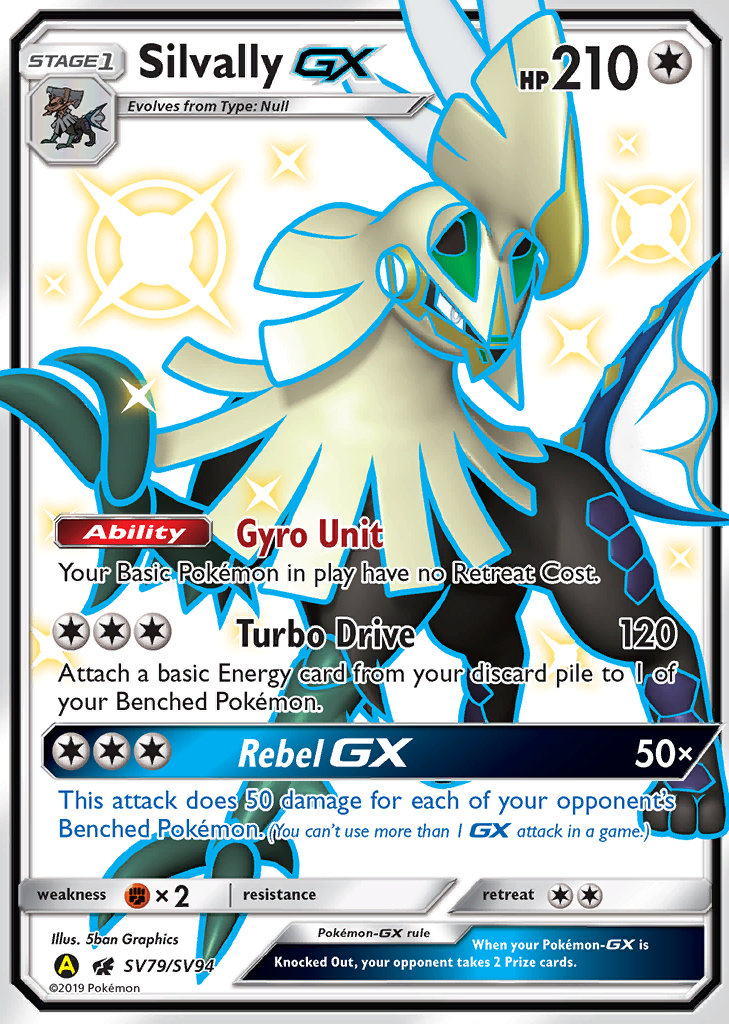 STAGE1 Silvally GX HP210
Evolves from Type: Null
Ability Gyro Unit
Your Basic Pokémon in play have no Retreat Cost.
Turbo Drive 120
Attach a basic Energy card from your discard pile to 1 of
your Benched Pokémon.
Rebel GX 50×
This attack does 50 damage for each of your opponent's
Benched Pokémon. (You can't use more than 1 GX attack in a game.)
weakness ×2 resistance retreat
Illus. 5ban Graphics
Pokémon-GX rule
When your Pokémon-GX is
Knocked Out, your opponent takes 2 Prize cards.
A SV79/SV94
©2019 Pokémon